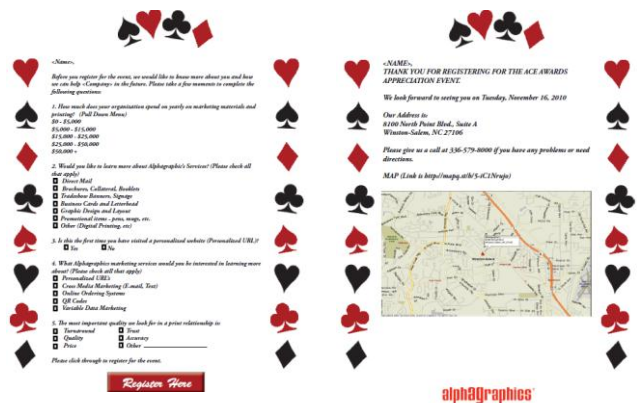 <Name>,
Before you register for the event, we would like to know more about you and how
we can help <Company> in the future. Please take a few moments to complete the
following questions:
1. How much does your organization spend on yearly on marketing materials and
printing? (Pull Down Menu)
$0 - $5,000
$5,000 - $15,000
$15,000 - $25,000
$25,000 - $50,000
$50,000 +
2. Would you like to learn more about Alphagraphic's Services? (Please check all
that apply)
Direct Mail
Brochures, Collateral, Booklets
Tradeshow Banners, Signage
Business Cards and Letterhead
Graphic Design and Layout
Promotional items - pens, mugs, etc.
Other (Digital Printing, etc)
3. Is this the first time you have visited a personalized website (Personalized URL)?
Yes No
4. What Alphagraphics marketing services would you be interested in learning more
about? (Please check all that apply)
Personalized URL's
Cross Media Marketing (E-mail, Text)
Online Ordering Systems
QR Codes
Variable Data Marketing
5. The most important quality we look for in a print relationship is:
Turnaround Trust
Quality Accuracy
Price Other
Please click through to register for the event.
Register Here
<NAME>,
THANK YOU FOR REGISTERING FOR THE ACE AWARDS
APPRECIATION EVENT.
We look forward to seeing you on Tuesday, November 16, 2010
Our Address is:
8100 North Point Blvd., Suite A
Winston-Salem, NC 27106
Please give us a call at 336-579-8000 if you have any problems or need
directions.
MAP (Link is
alphagraphics